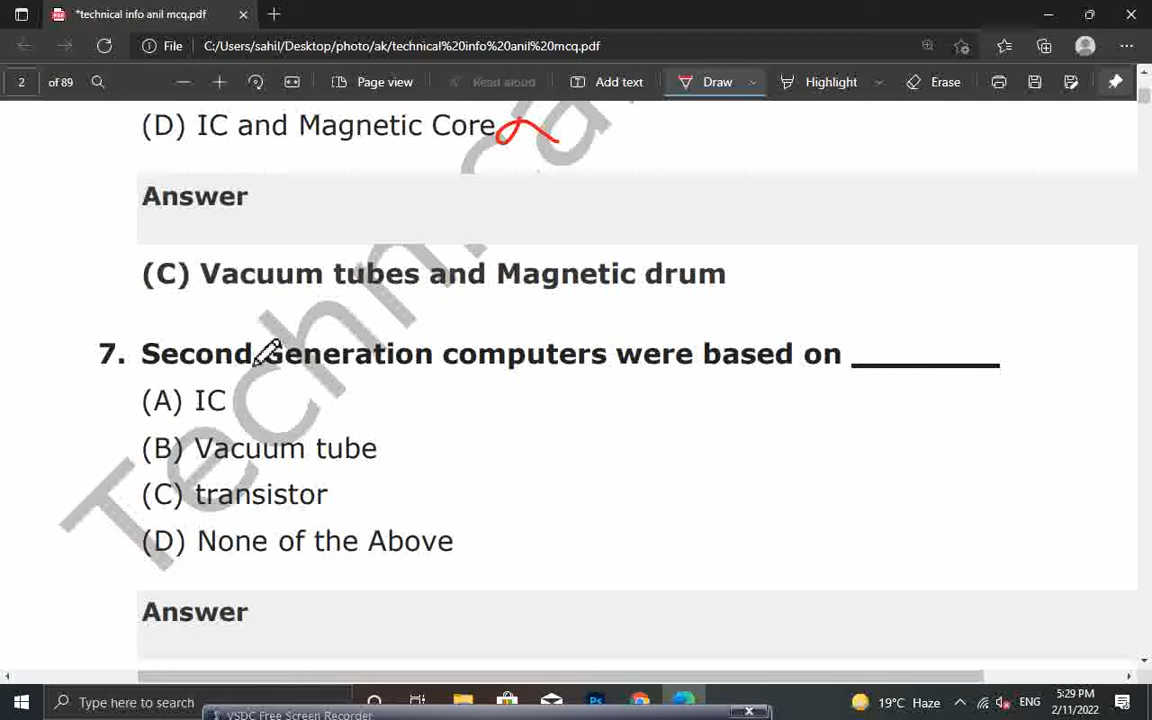 *technical info anil mcq.pdf
File C:/Users/sahil/Desktop/photo/ak/technical%20info%20anil%20mcq.pdf
2 of 89 Page view Read aloud Add text Draw Highlight Erase
(D) IC and Magnetic Core
Answer
(C) Vacuum tubes and Magnetic drum
7. Second Generation computers were based on __________
(A) IC
(B) Vacuum tube
(C) transistor
(D) None of the Above
Answer
Technical
Type here to search
19°C Haze ENG
5:29 PM
2/11/2022
VSDC Free Screen Recorder